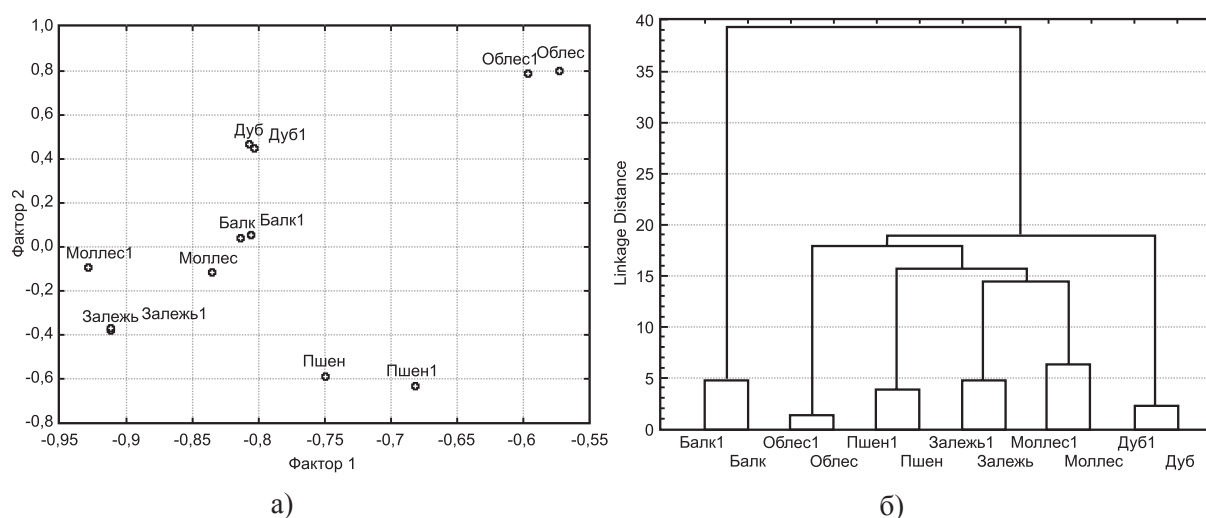 1,0
0,8
0,6
0,4
0,2
0,0
-0,2
-0,4
-0,6
-0,8
Фактор 2
Облес1 Облес
Дуб Дуб1
Балк Балк1
Моллес1 Моллес
Залежь Залежь1
Пшен Пшен1
-0,95 -0,9 -0,85 -0,8 -0,75 -0,7 -0,65 -0,6 -0,55
Фактор 1
а)
40
35
30
25
20
15
10
5
0
Linkage Distance
Балк1 Облес1 Пшен1 Залежь1 Моллес1 Дуб1
Балк Облес Пшен Залежь Моллес Дуб
б)